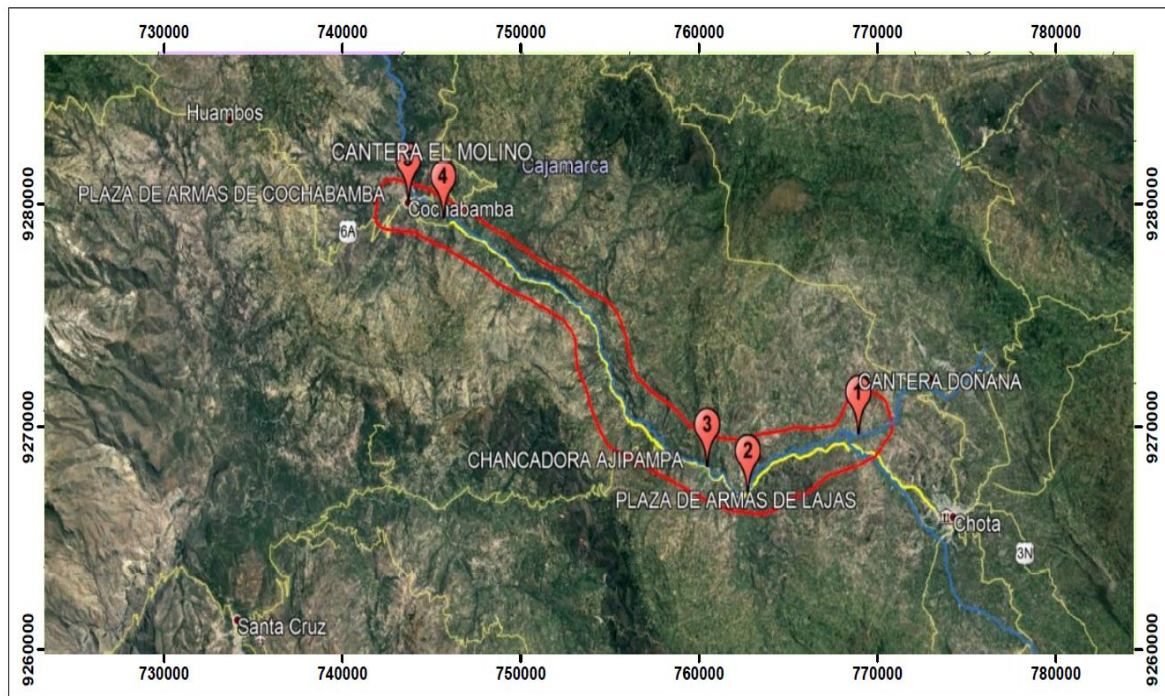 730000 740000 750000 760000 770000 780000
Huambos
CANTERA EL MOLINO
Cajamarca
4
PLAZA DE ARMAS DE COCHABAMBA
Cochabamba
6A
9280000 9280000
CANTERA DOÑANA
1
9270000 9270000
3
2
CHANCADORA AJIPAMPA
PLAZA DE ARMAS DE LAJAS
Chota
3N
Santa Cruz
9260000 9260000
730000 740000 750000 760000 770000 780000